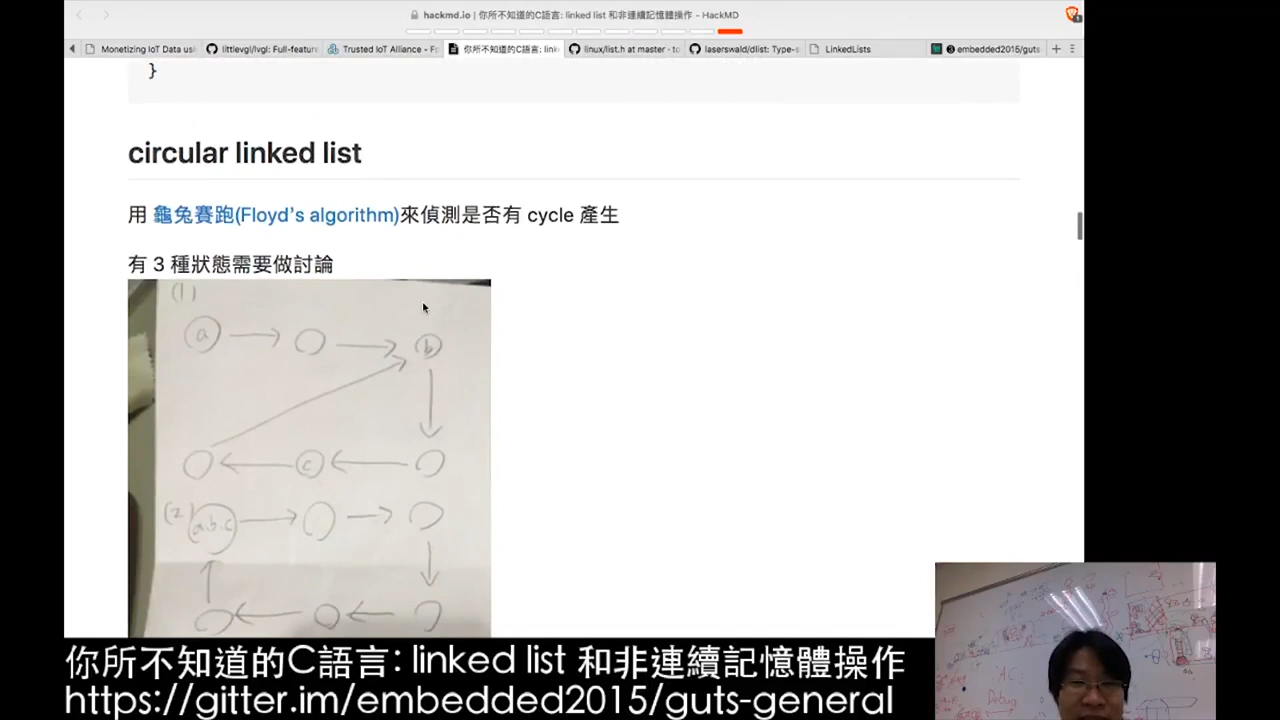 hackmd.io | 你所不知道的C語言: linked list 和非連續記憶體操作 - HackMD
Monetizing IoT Data usi
littlevgl/lvgl: Full-feature
Trusted IoT Alliance - Fs
你所不知道的C語言: link
linux/list.h at master · to
laserswald/dlist: Type-s
LinkedLists
embedded2015/guts
}
circular linked list
用 龜兔賽跑(Floyd's algorithm)來偵測是否有 cycle 產生
有 3 種狀態需要做討論
(1)
a
b
c
(2)
a.b.c
AC:
Debug
你所不知道的C語言: linked list 和非連續記憶體操作
https://gitter.im/embedded2015/guts-general